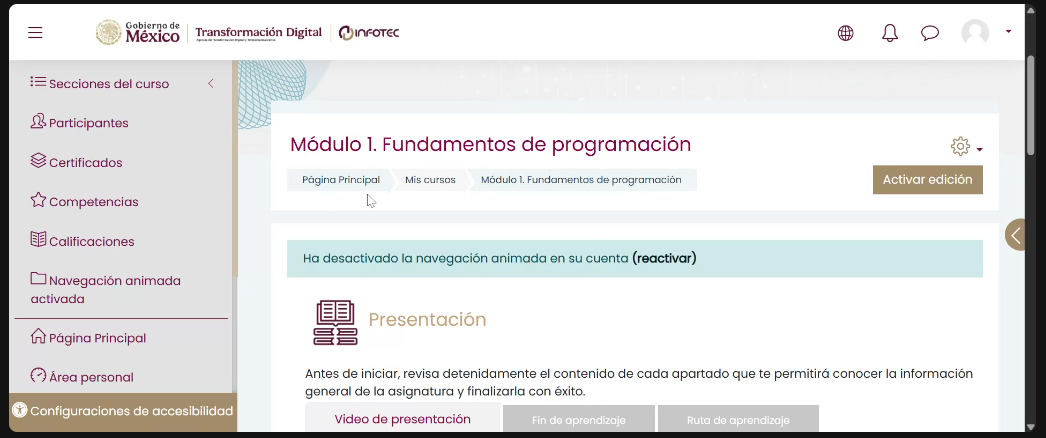 Gobierno de
México
Transformación Digital
INFOTEC
Secciones del curso
Participantes
Certificados
Competencias
Calificaciones
Navegación animada
activada
Página Principal
Área personal
Configuraciones de accesibilidad
Módulo 1. Fundamentos de programación
Página Principal
Mis cursos
Módulo 1. Fundamentos de programación
Activar edición
Ha desactivado la navegación animada en su cuenta (reactivar)
Presentación
Antes de iniciar, revisa detenidamente el contenido de cada apartado que te permitirá conocer la información
general de la asignatura y finalizarla con éxito.
Video de presentación
Fin de aprendizaje
Ruta de aprendizaje